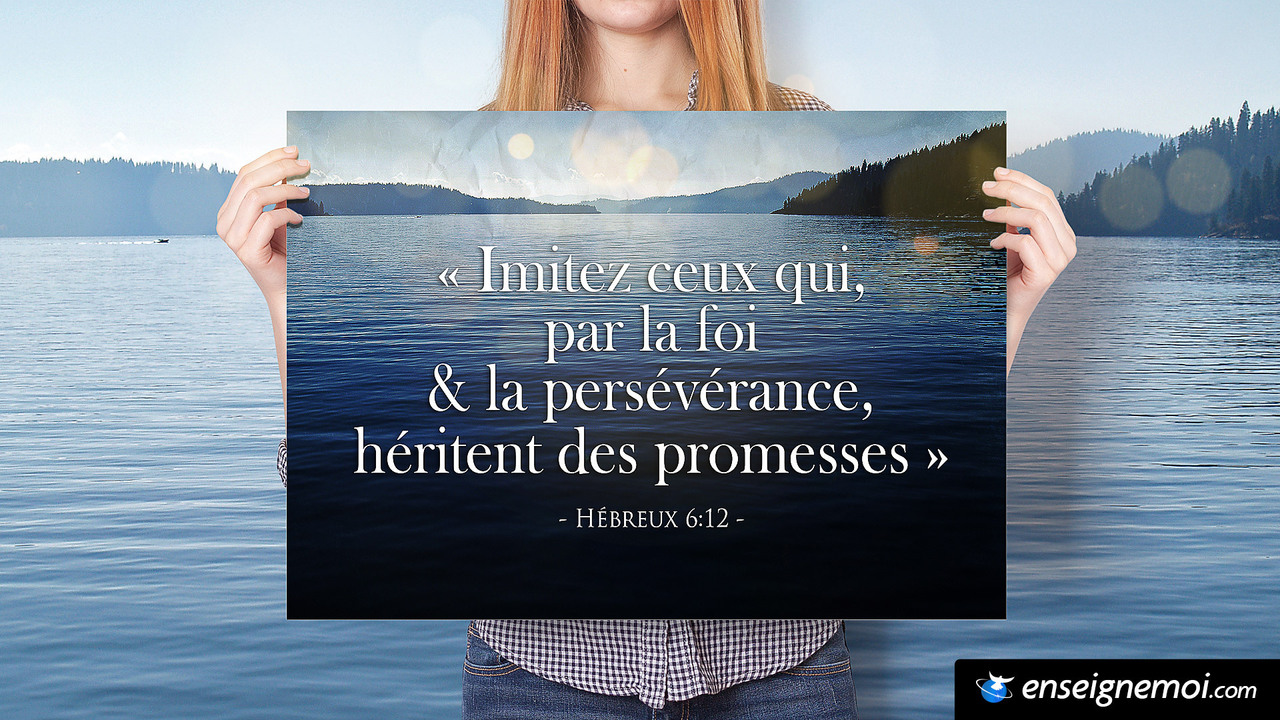 « Imitez ceux qui,
par la foi
& la persévérance,
héritent des promesses »
- Hébreux 6:12 -
enseignemoi.com